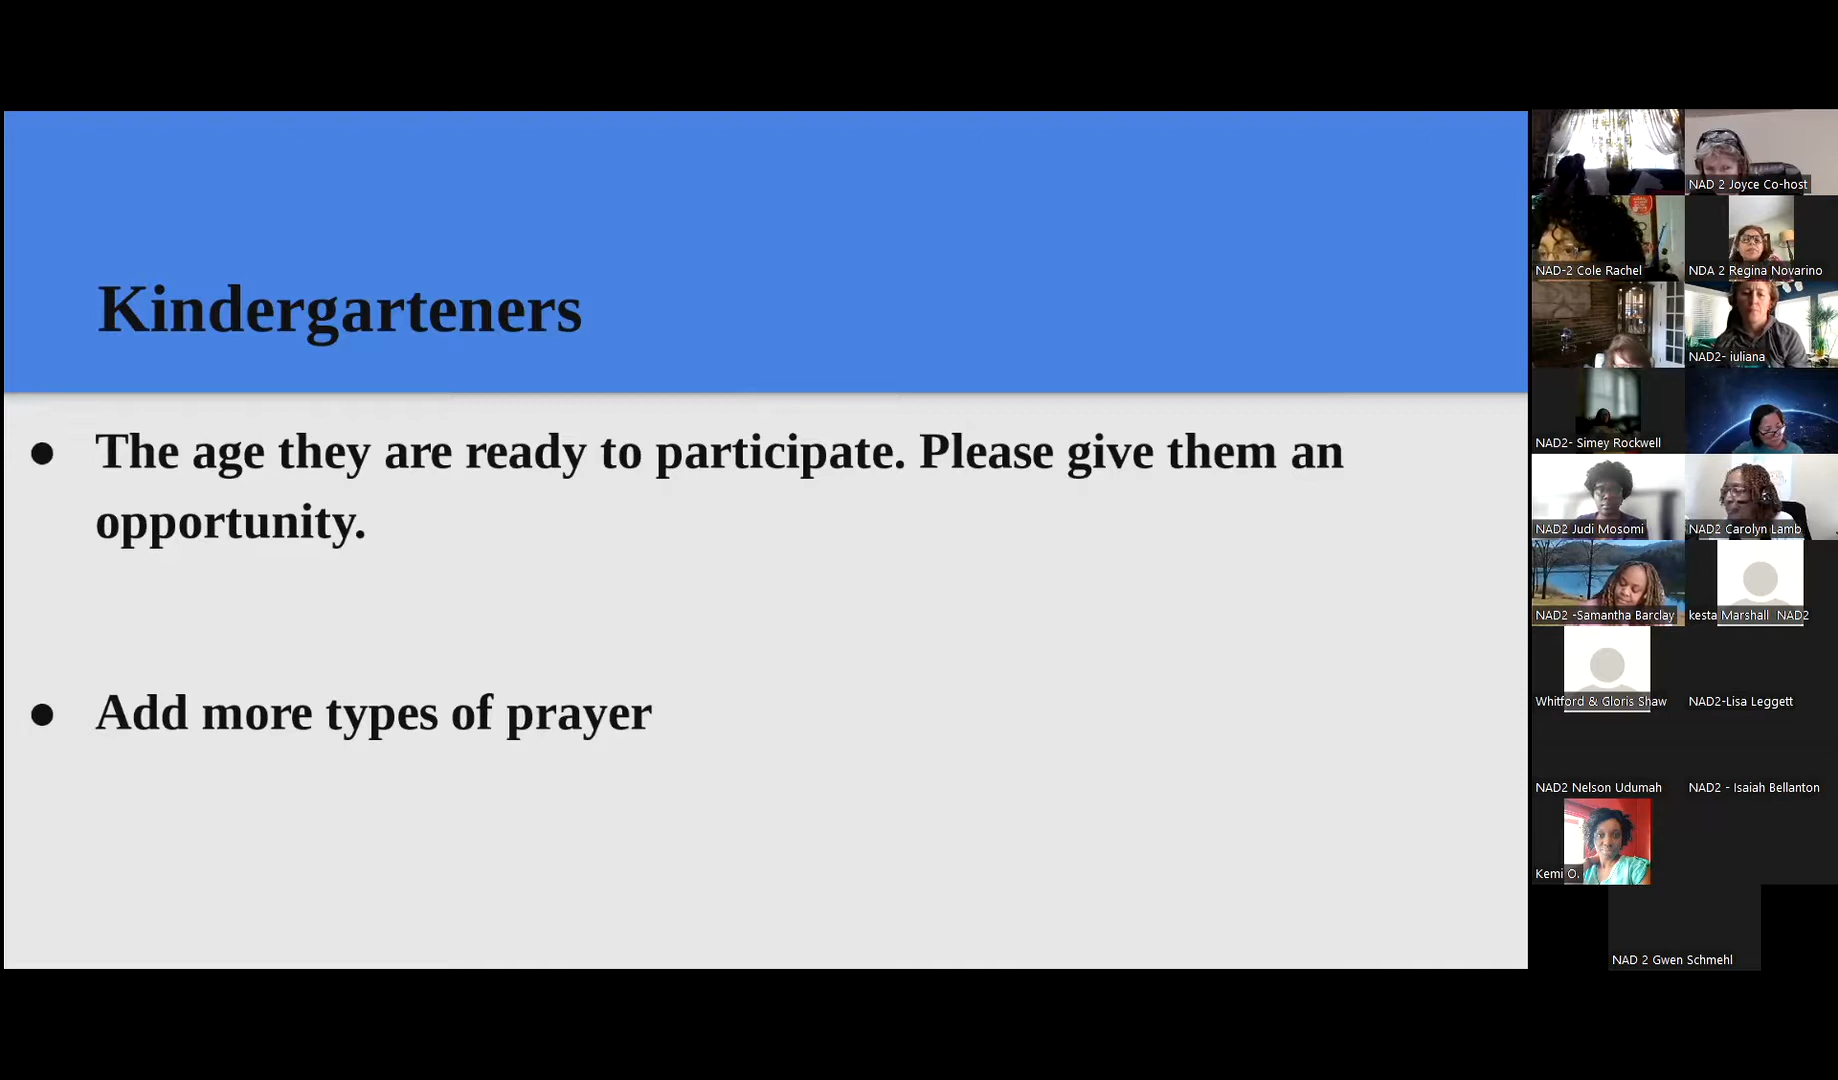 Kindergarteners
● The age they are ready to participate. Please give them an
opportunity.
● Add more types of prayer
NAD 2 Joyce Co-host
NAD-2 Cole Rachel
NDA 2 Regina Novarino
NAD2- iuliana
NAD2- Simey Rockwell
NAD2 Judi Mosomi
NAD2 Carolyn Lamb
NAD2 -Samantha Barclay
kesta Marshall NAD2
Whitford & Gloris Shaw
NAD2-Lisa Leggett
NAD2 Nelson Udumah
NAD2 - Isaiah Bellanton
Kemi O.
NAD 2 Gwen Schmehl